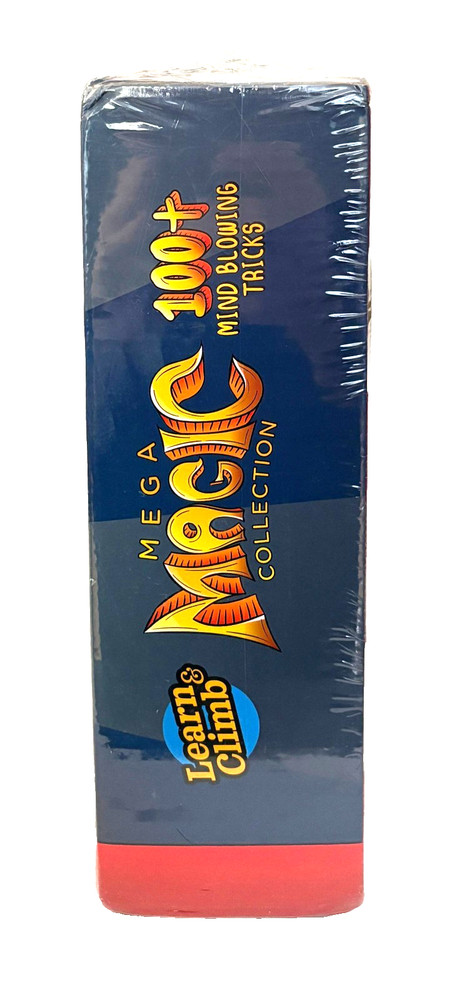 Learn &
Climb
MEGA
MAGIC
COLLECTION
100+
MIND BLOWING
TRICKS